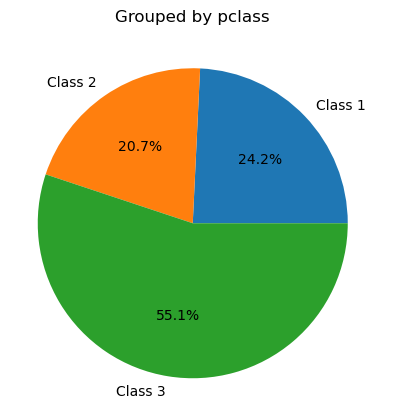 Grouped by pclass
Class 2
Class 1
20.7%
24.2%
55.1%
Class 3